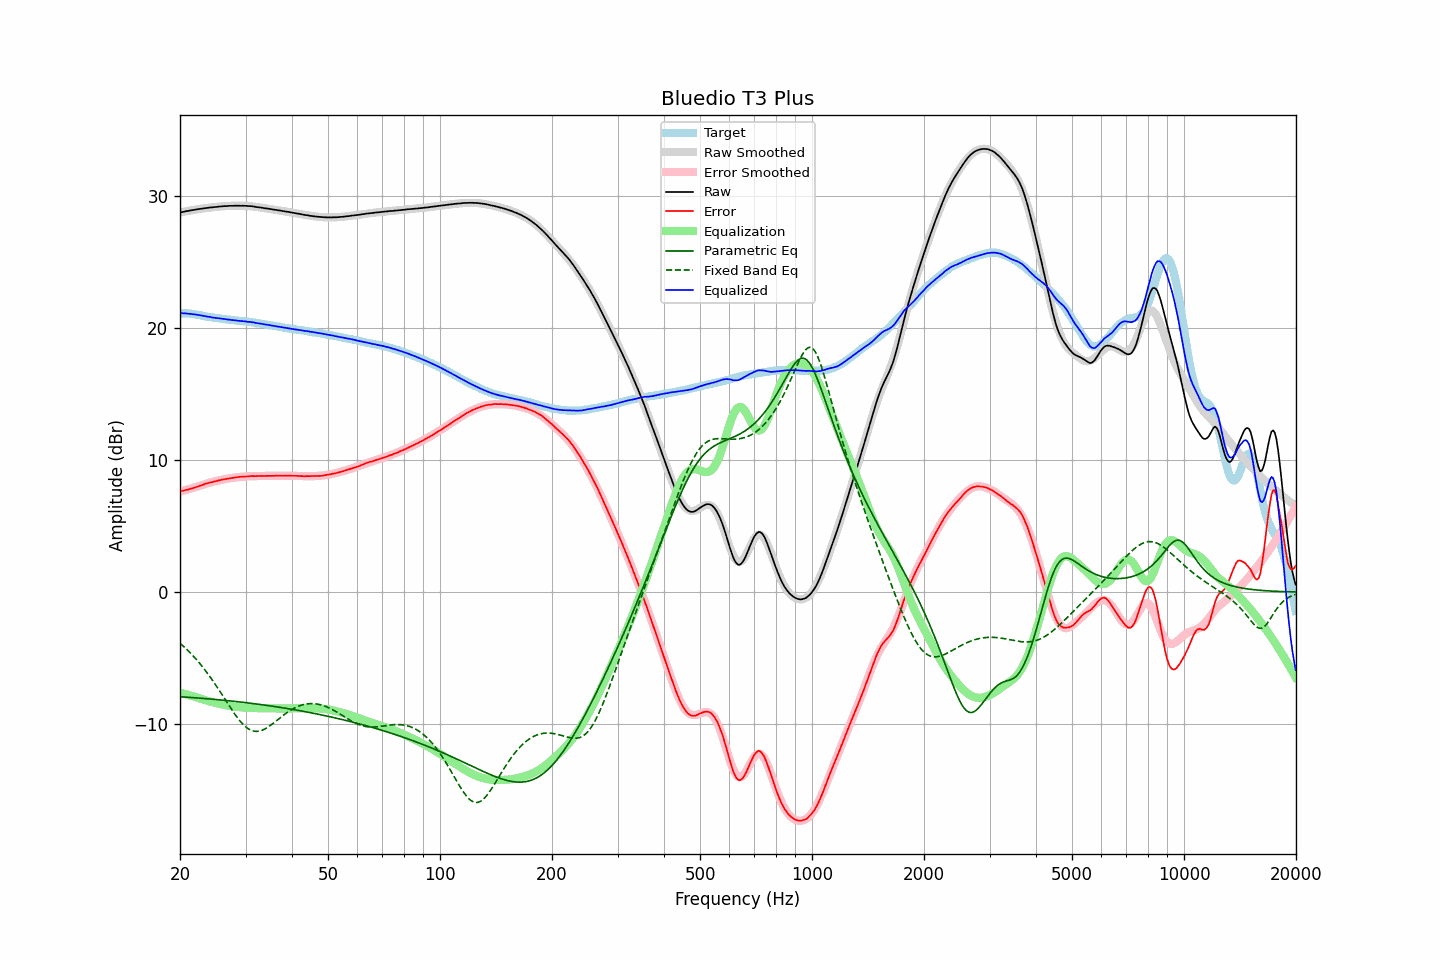 Bluedio T3 Plus
Target
Raw Smoothed
Error Smoothed
Raw
Error
Equalization
Parametric Eq
Fixed Band Eq
Equalized
Amplitude (dBr)
30
20
10
0
−10
20
50
100
200
500
1000
2000
5000
10000
20000
Frequency (Hz)